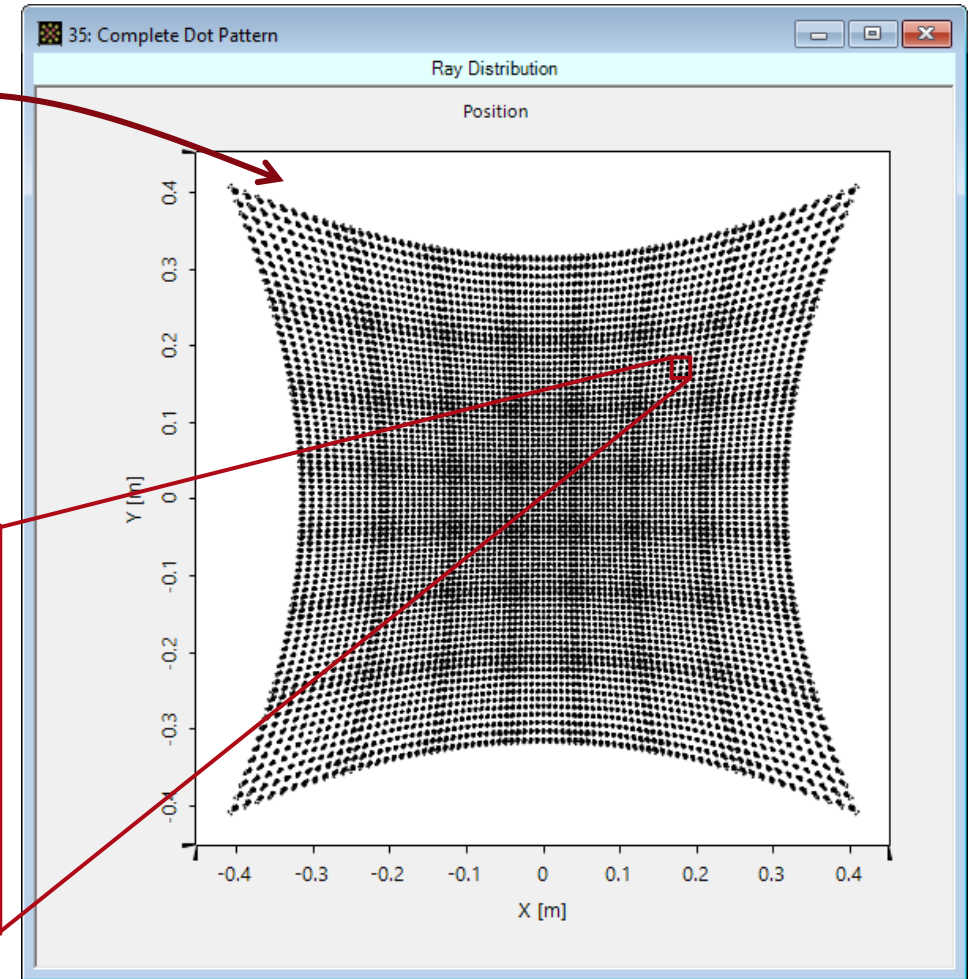 35: Complete Dot Pattern
Ray Distribution
Position
0.4
0.3
0.2
0.1
0
-0.1
-0.2
-0.3
-0.4
Y [m]
-0.4 -0.3 -0.2 -0.1 0 0.1 0.2 0.3 0.4
X [m]